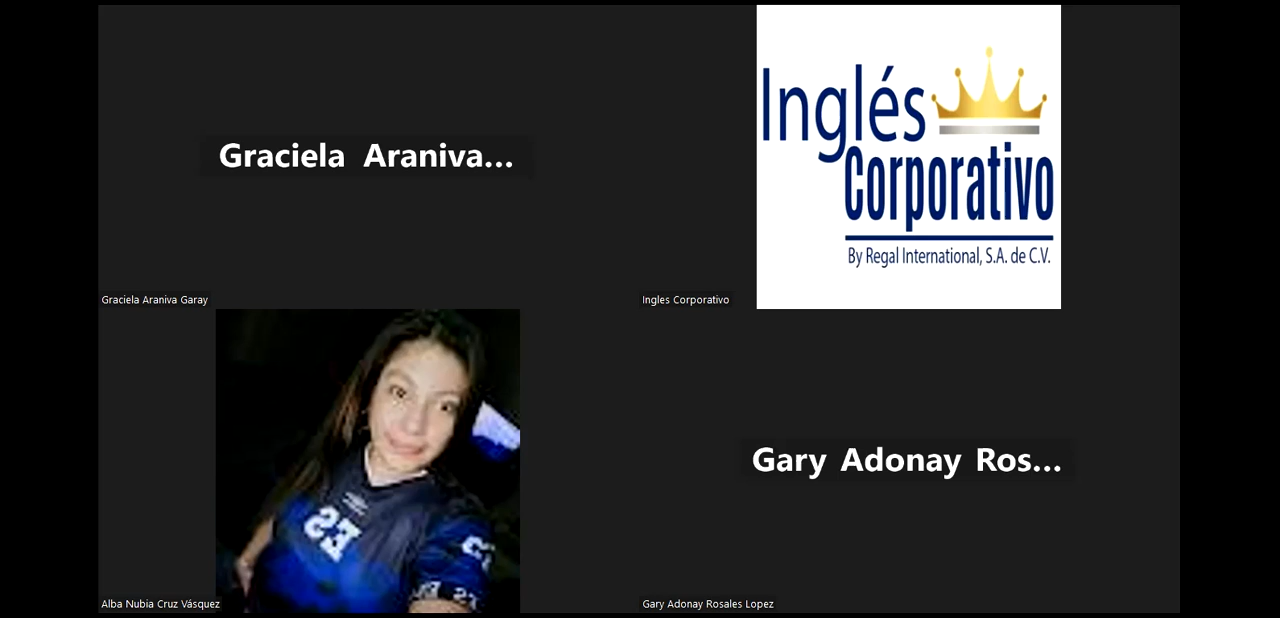 Graciela Araniva...
Graciela Araniva Garay
Inglés
Corporativo
By Regal International, S.A. de C.V.
Ingles Corporativo
ES
Alba Nubia Cruz Vásquez
Gary Adonay Ros...
Gary Adonay Rosales Lopez